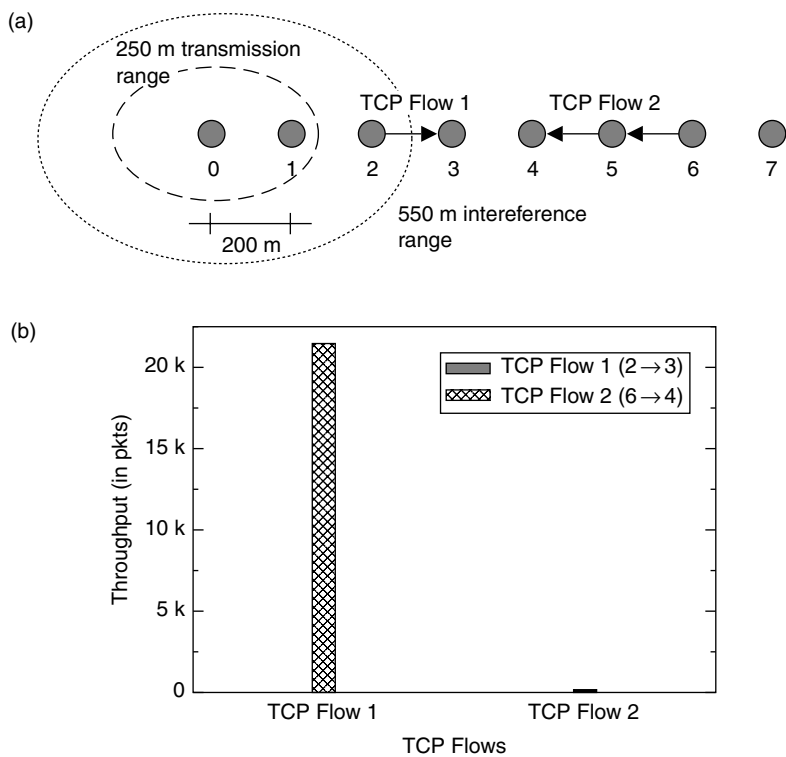 (a)
250 m transmission
range
TCP Flow 1
TCP Flow 2
0 1 2 3 4 5 6 7
200 m
550 m intereference
range
(b)
20 k
15 k
10 k
5 k
0
Throughput (in pkts)
TCP Flow 1 (2→3)
TCP Flow 2 (6→4)
TCP Flow 1
TCP Flow 2
TCP Flows